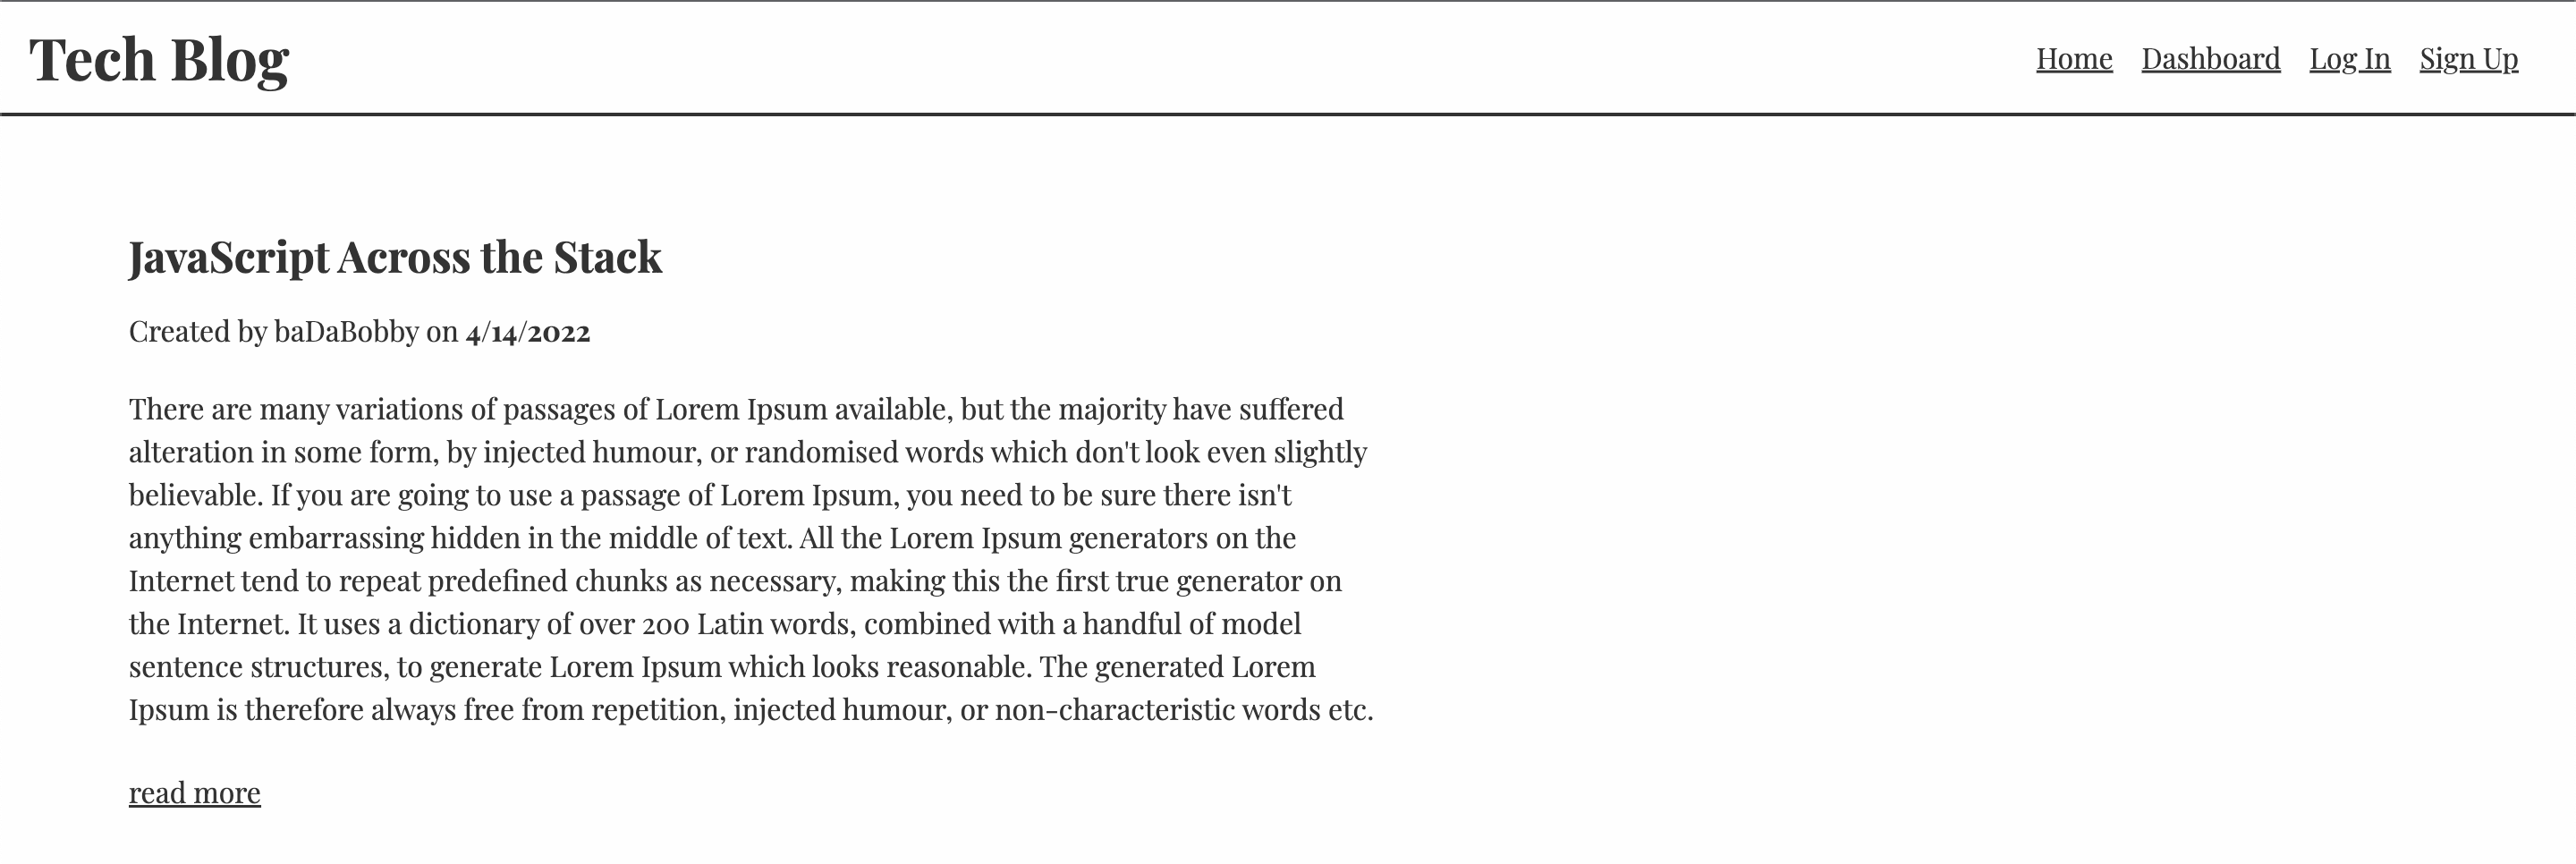 Tech Blog
Home Dashboard Log In Sign Up
JavaScript Across the Stack
Created by baDaBobby on 4/14/2022
There are many variations of passages of Lorem Ipsum available, but the majority have suffered
alteration in some form, by injected humour, or randomised words which don't look even slightly
believable. If you are going to use a passage of Lorem Ipsum, you need to be sure there isn't
anything embarrassing hidden in the middle of text. All the Lorem Ipsum generators on the
Internet tend to repeat predefined chunks as necessary, making this the first true generator on
the Internet. It uses a dictionary of over 200 Latin words, combined with a handful of model
sentence structures, to generate Lorem Ipsum which looks reasonable. The generated Lorem
Ipsum is therefore always free from repetition, injected humour, or non-characteristic words etc.
read more